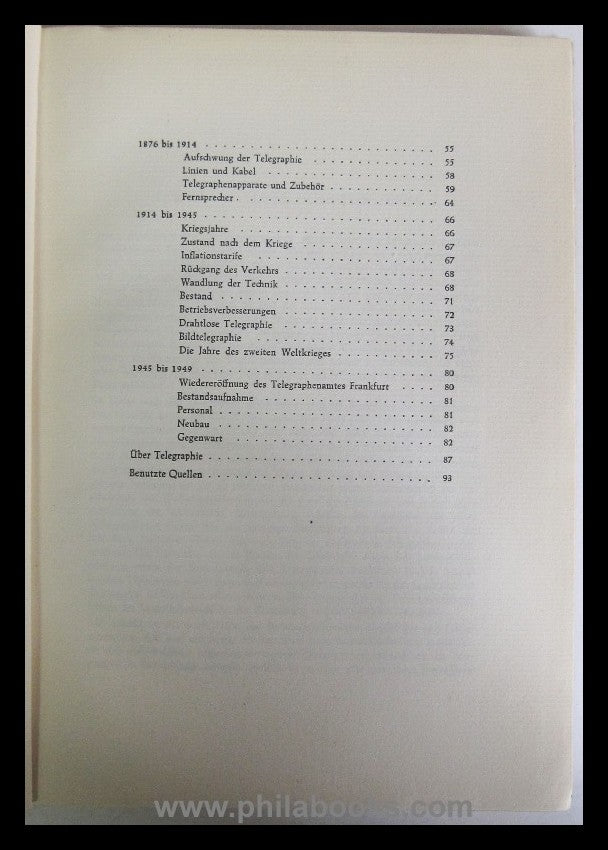 1876 bis 1914 . . . . . . . . . . . . . . . . . . . . . . . . 55
Aufschwung der Telegraphie . . . . . . . . . . . . . 55
Linien und Kabel . . . . . . . . . . . . . . . . . 58
Telegraphenapparate und Zubehör . . . . . . . . . . . 59
Fernsprecher . . . . . . . . . . . . . . . . . . . 64
1914 bis 1945 . . . . . . . . . . . . . . . . . . . . . . . . 66
Kriegsjahre . . . . . . . . . . . . . . . . . . . 66
Zustand nach dem Kriege . . . . . . . . . . . . . . 67
Inflationstarife . . . . . . . . . . . . . . . . . . 67
Rückgang des Verkehrs . . . . . . . . . . . . . . . 68
Wandlung der Technik . . . . . . . . . . . . . . . 68
Bestand . . . . . . . . . . . . . . . . . . . . . 71
Betriebsverbesserungen . . . . . . . . . . . . . . . 72
Drahtlose Telegraphie . . . . . . . . . . . . . . . 73
Bildtelegraphie . . . . . . . . . . . . . . . . . . 74
Die Jahre des zweiten Weltkrieges . . . . . . . . . . . 75
1945 bis 1949 . . . . . . . . . . . . . . . . . . . . . . . . 80
Wiedereröffnung des Telegraphenamtes Frankfurt . . . . 80
Bestandsaufnahme . . . . . . . . . . . . . . . . . 81
Personal . . . . . . . . . . . . . . . . . . . . . 81
Neubau . . . . . . . . . . . . . . . . . . . . . 82
Gegenwart . . . . . . . . . . . . . . . . . . . . 82
Über Telegraphie . . . . . . . . . . . . . . . . . . . . . . . 87
Benutzte Quellen . . . . . . . . . . . . . . . . . . . . . . . 93
www.philabooks.com